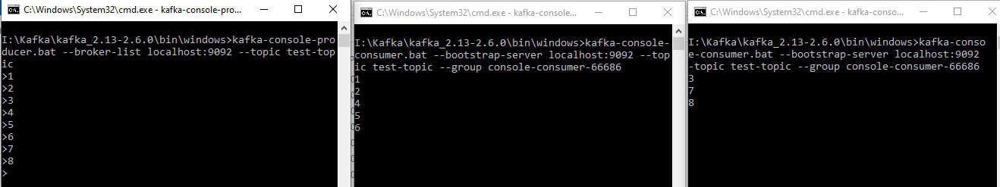 C:\Windows\System32\cmd.exe - kafka-console-pro...
I:\Kafka\kafka_2.13-2.6.0\bin\windows>kafka-console-pro
ducer.bat --broker-list localhost:9092 --topic test-top
ic
>1
>2
>3
>4
>5
>6
>7
>8
>
C:\Windows\System32\cmd.exe - kafka-console...
I:\Kafka\kafka_2.13-2.6.0\bin\windows>kafka-console-
consumer.bat --bootstrap-server localhost:9092 --top
ic test-topic --group console-consumer-66686
1
2
4
5
6
C:\Windows\System32\cmd.exe - kafka-conso...
I:\Kafka\kafka_2.13-2.6.0\bin\windows>kafka-conso
e-consumer.bat --bootstrap-server localhost:9092
-topic test-topic --group console-consumer-66686
3
7
8